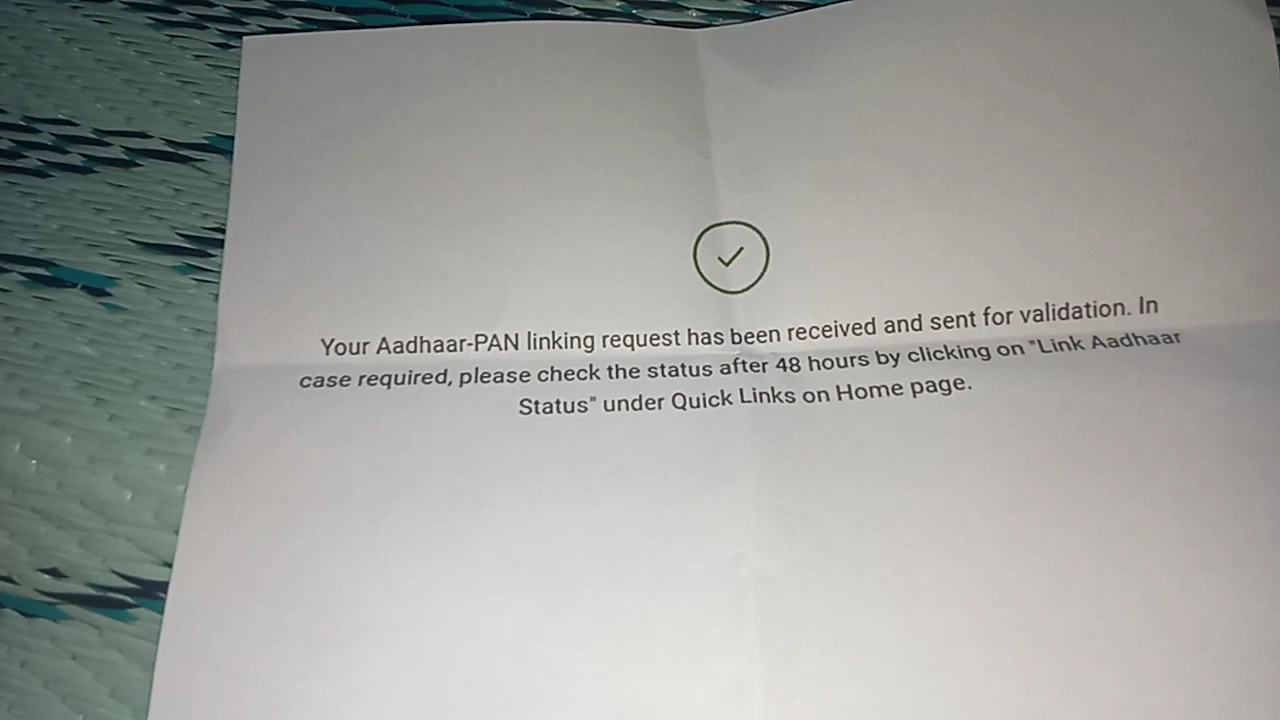 Your Aadhaar-PAN linking request has been received and sent for validation. In
case required, please check the status after 48 hours by clicking on "Link Aadhaar
Status" under Quick Links on Home page.